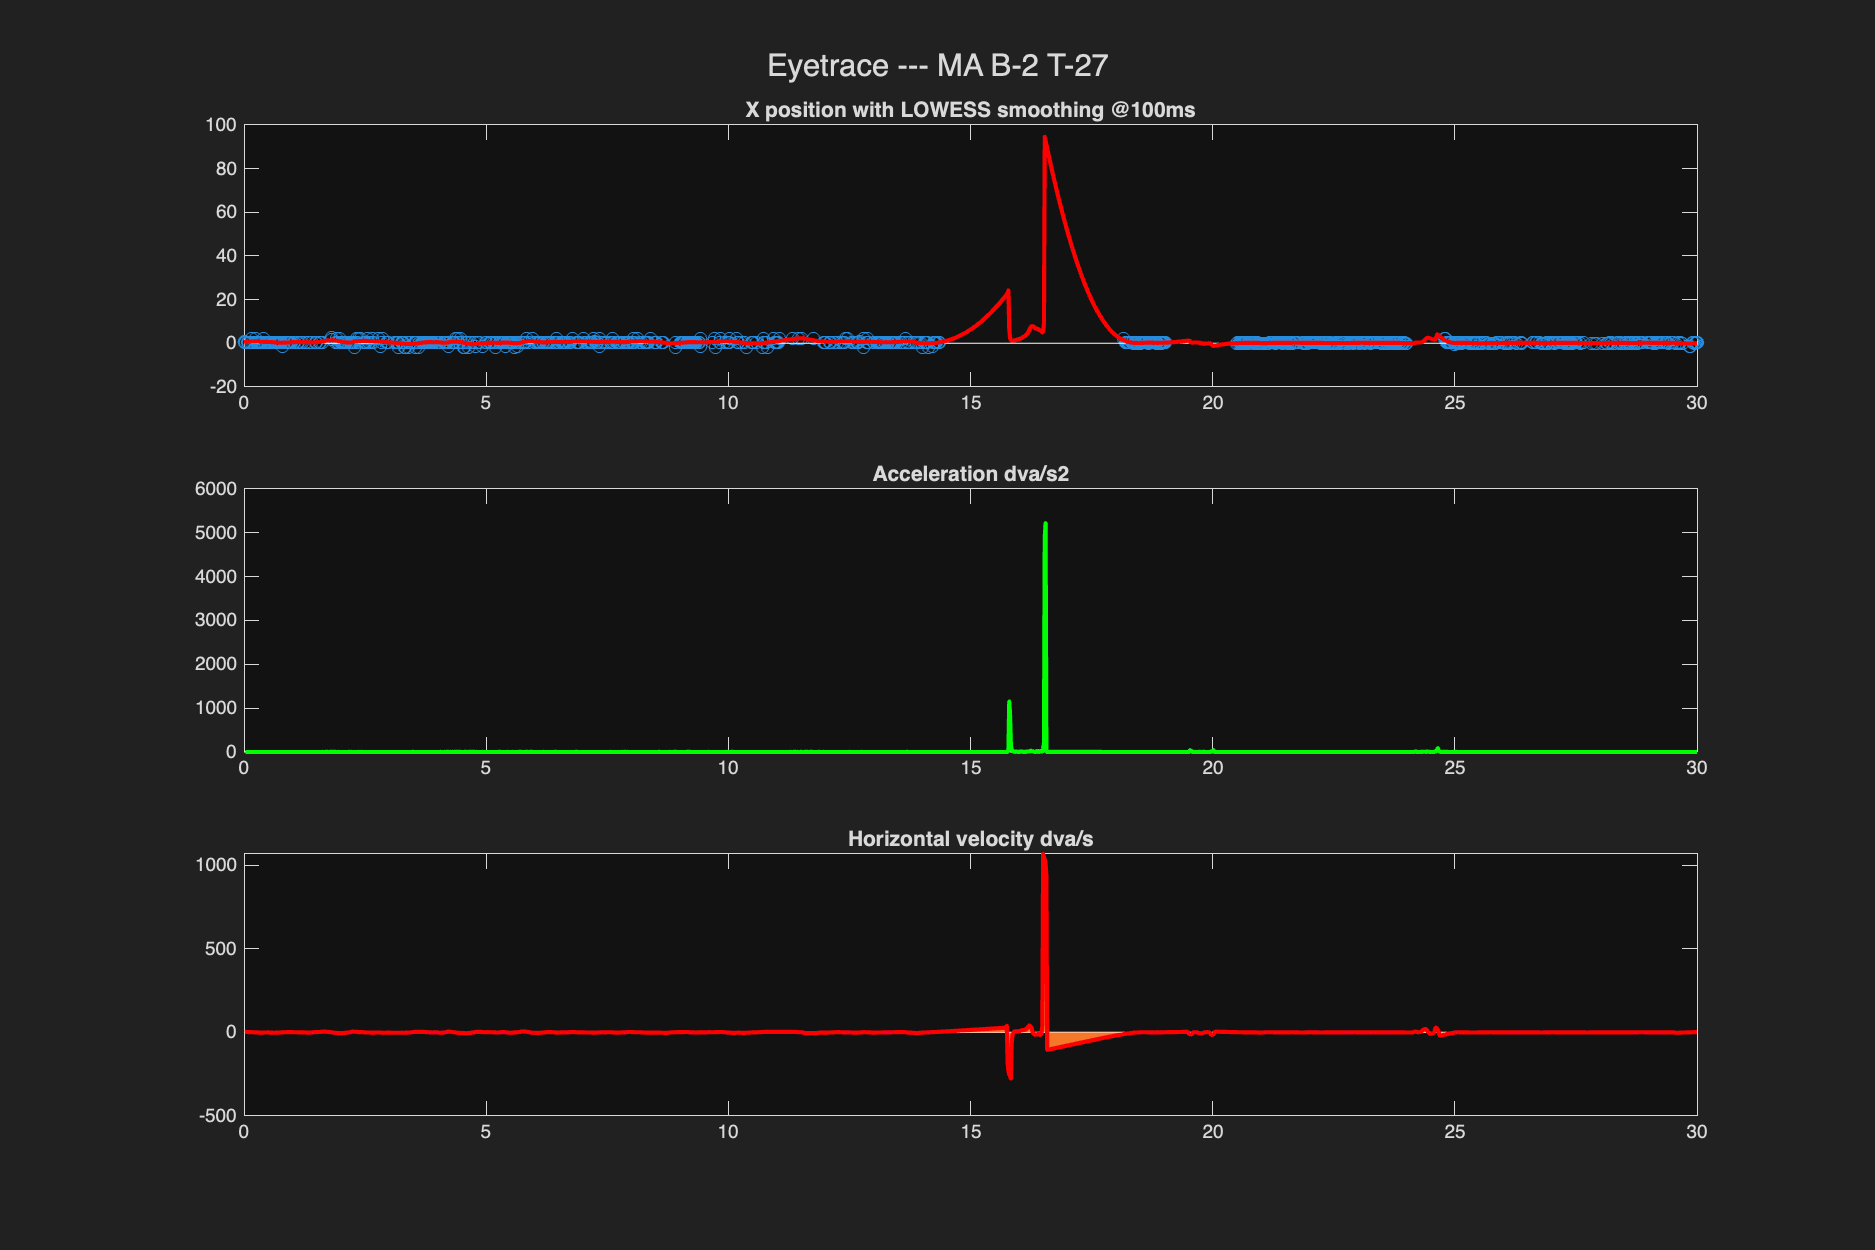 Eyetrace --- MA B-2 T-27
X position with LOWESS smoothing @100ms
100
80
60
40
20
0
-20
0 5 10 15 20 25 30
Acceleration dva/s2
6000
5000
4000
3000
2000
1000
0
0 5 10 15 20 25 30
Horizontal velocity dva/s
1000
500
0
-500
0 5 10 15 20 25 30